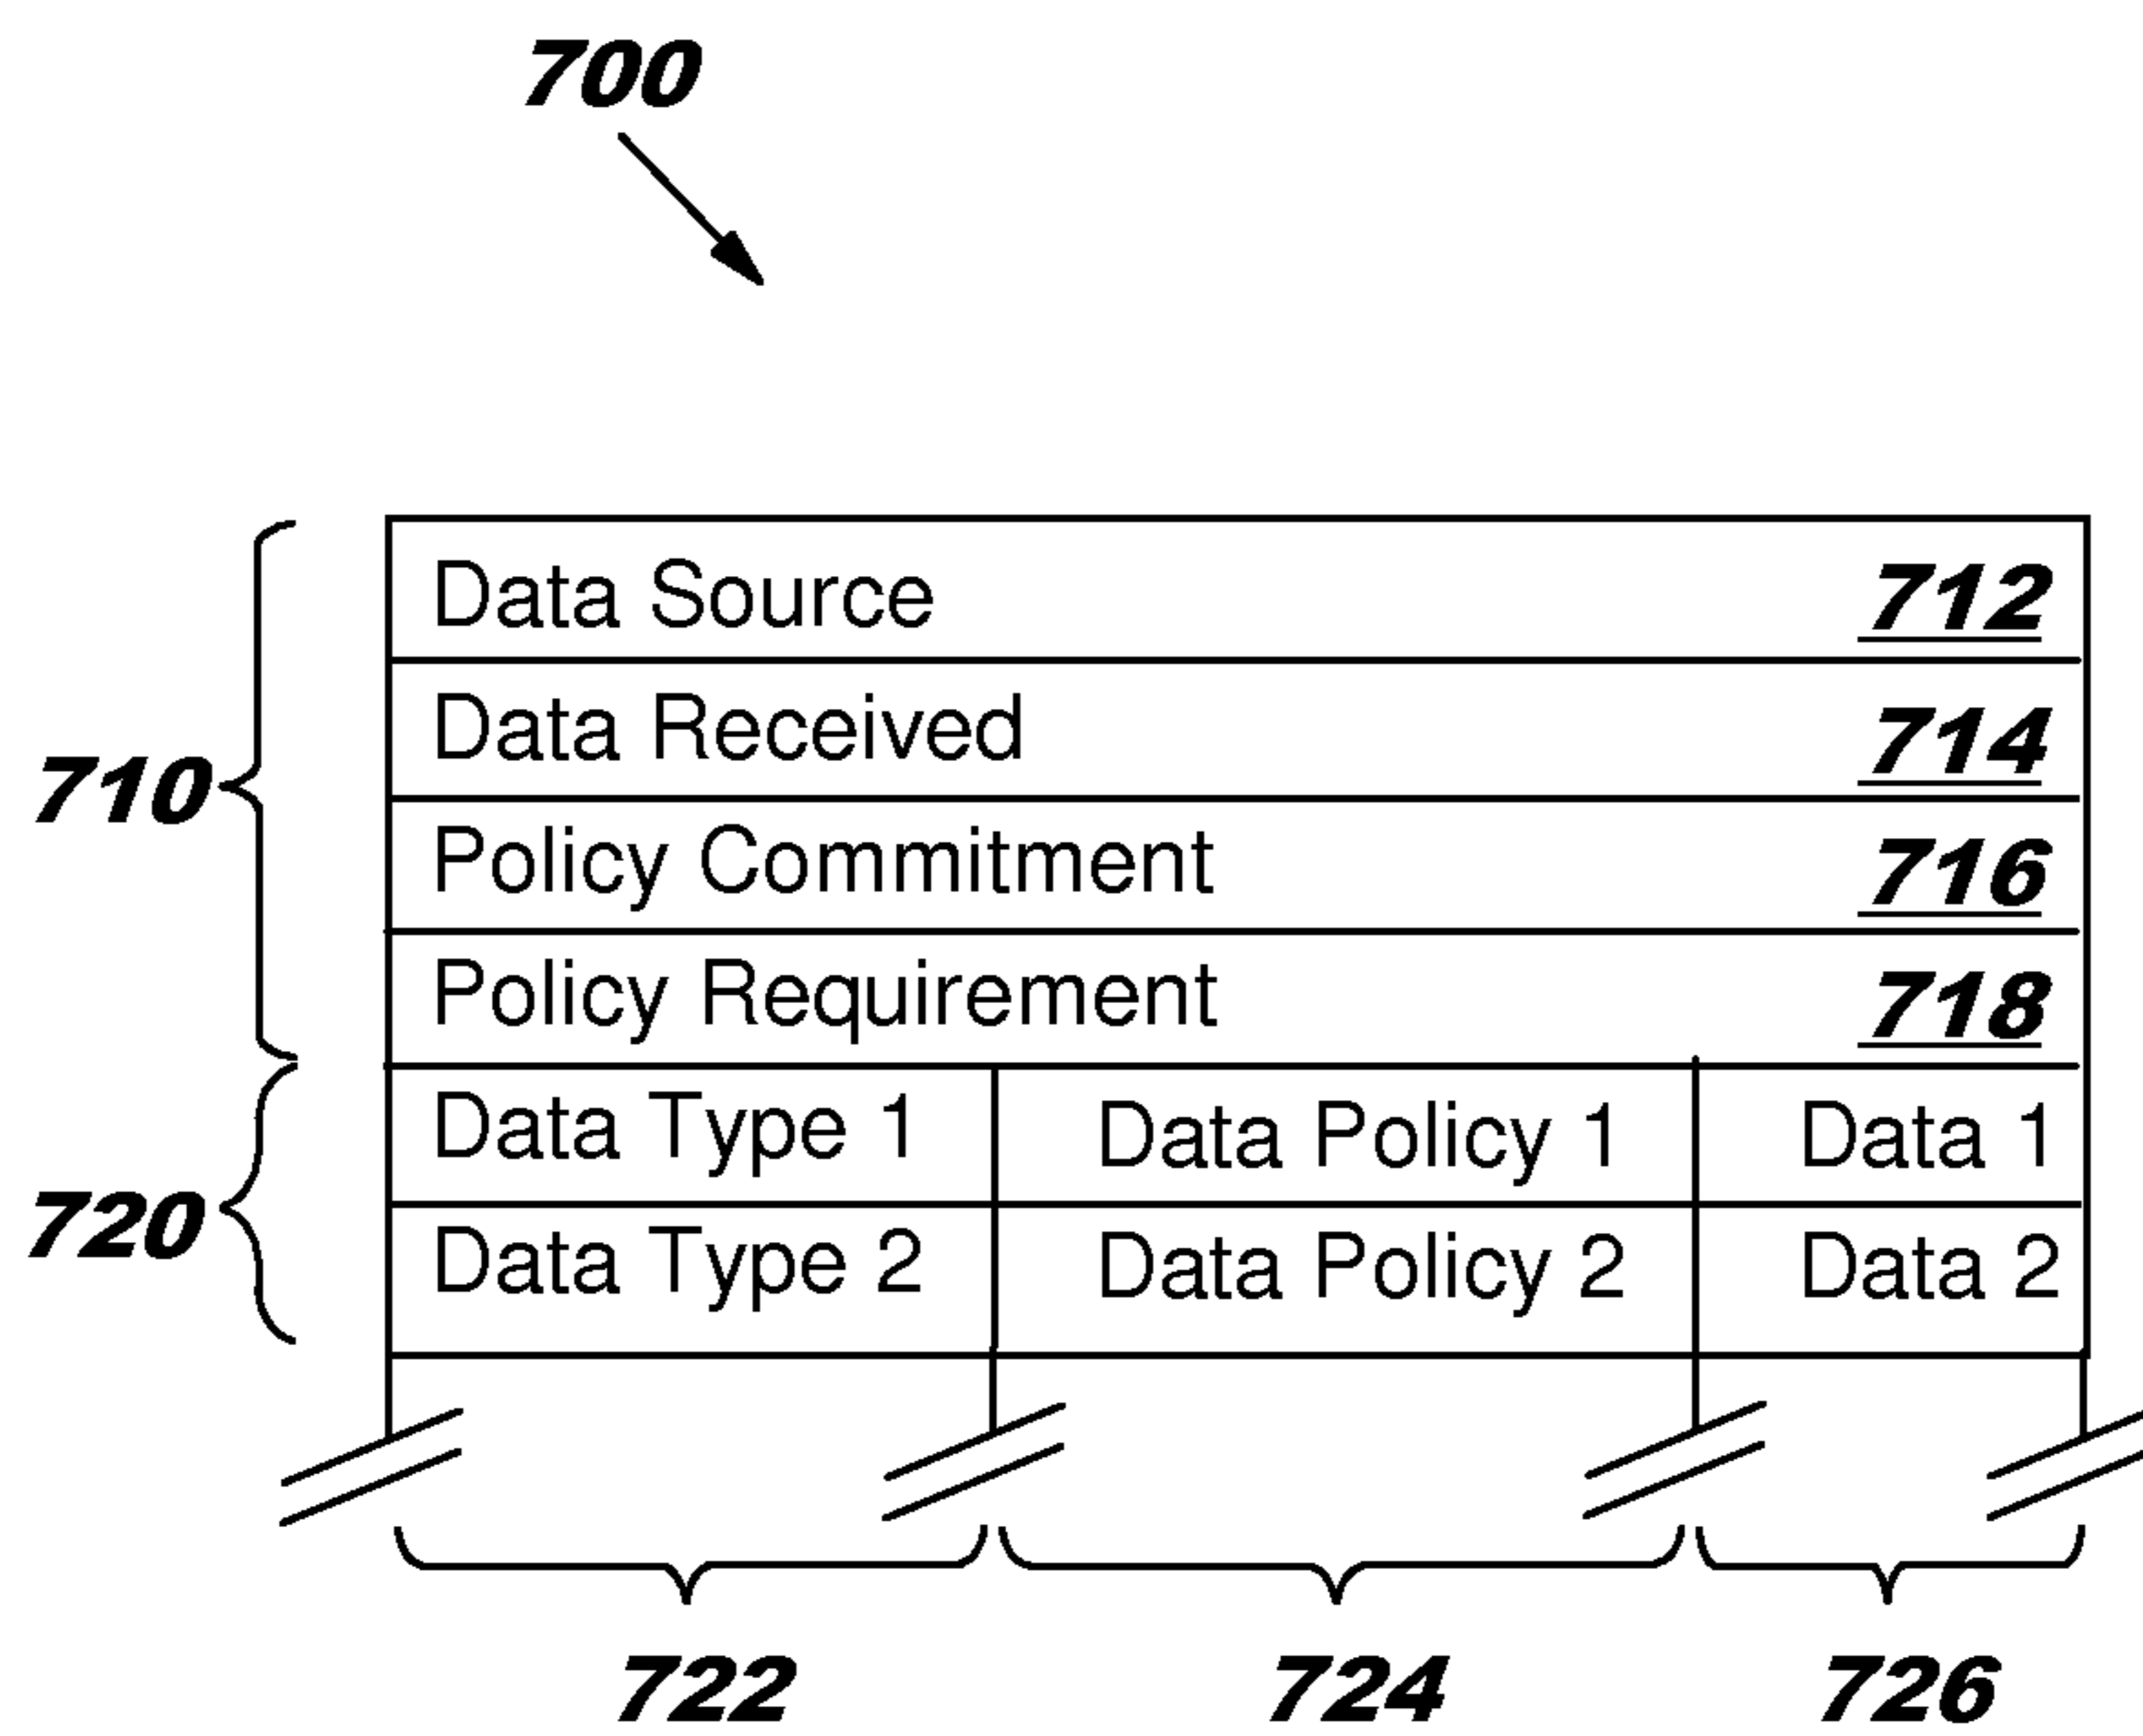 700
Data Source 712
Data Received 714
710
Policy Commitment 716
Policy Requirement 718
Data Type 1 Data Policy 1 Data 1
720
Data Type 2 Data Policy 2 Data 2
722 724 726